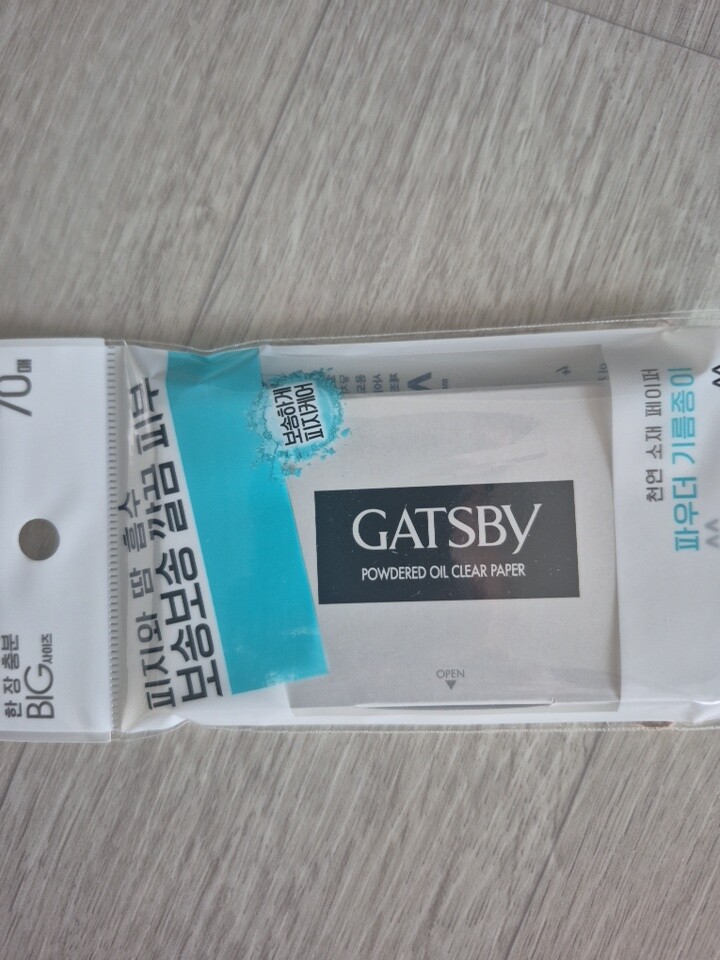 한 장 충분
BIG사이즈
70매
피지와 땀 흡수
보송보송 깔끔 피부
보송하게
피지케어
GATSBY
POWDERED OIL CLEAR PAPER
OPEN
천연 소재 페이퍼
파우더 기름종이